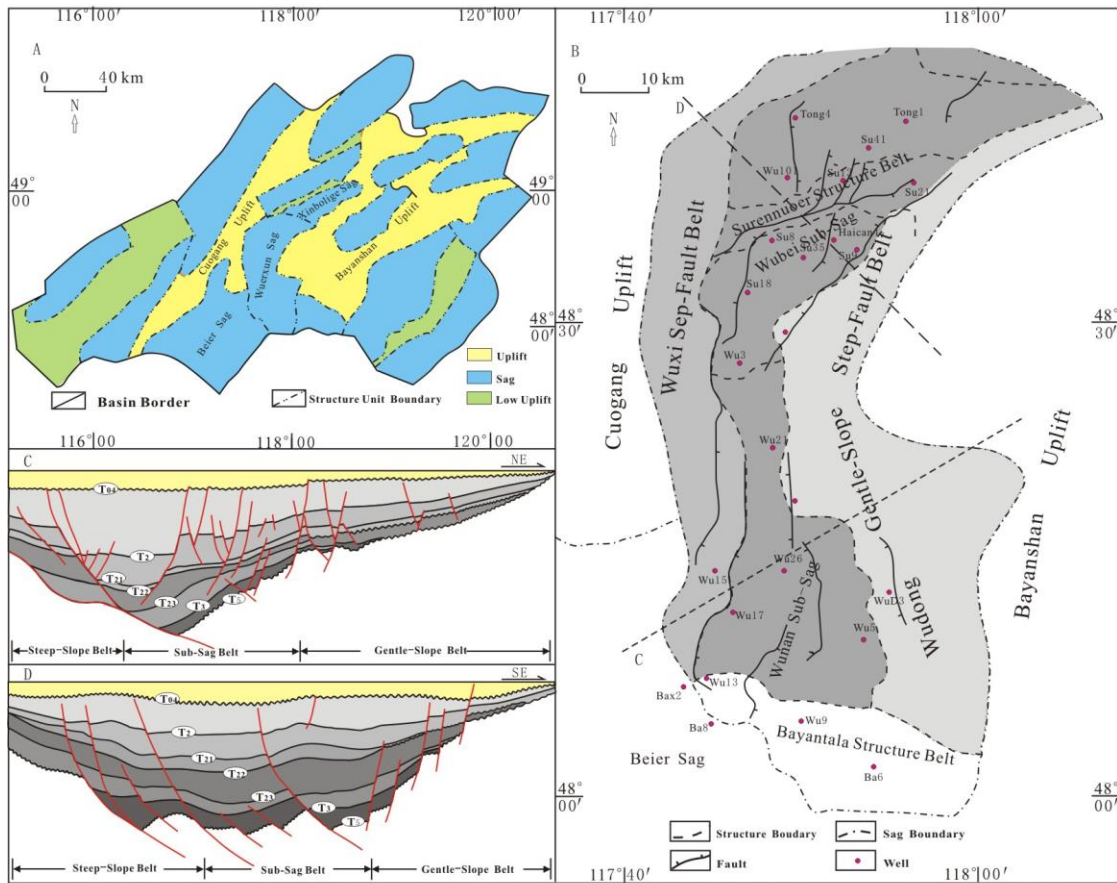 116°00′
118°00′
120°00′
A
0 40 km
N
49°
00′
49°
00′
Cuogang Uplift
Xinbolige Sag
Wuerxun Sag
Bayanshan Uplift
Beier Sag
48°
30′
00′
Uplift
Sag
Low Uplift
Basin Border
Structure Unit Boundary
116°00′
118°00′
120°00′
C
NE
T04
T2
T21
T22
T23
T3
T5
Steep-Slope Belt
Sub-Sag Belt
Gentle-Slope Belt
D
SE
T04
T2
T21
T22
T23
T3
T5
Steep-Slope Belt
Sub-Sag Belt
Gentle-Slope Belt
117°40′
118°00′
B
0 10 km
N
D
Tong4
Tong1
Su41
Wu101
Su21
Surennuber Structure Belt
Su8
Haican1
Su35
Wubei Sub-Sag
Su18
Wu3
Wuxi Sep-Fault Belt
Cuogang Uplift
Gentle-Slope Step-Fault Belt
Wudong
48°
30′
Wu2
Wu26
Wu15
Wu17
WuD3
Wu5
Wunan Sub-Sag
Bayanshan Uplift
C
Wu13
Bax2
Ba8
Wu9
Bayantala Structure Belt
Beier Sag
Ba6
48°
00′
Structure Boudary
Sag Boundary
Fault
Well
117°40′
118°00′